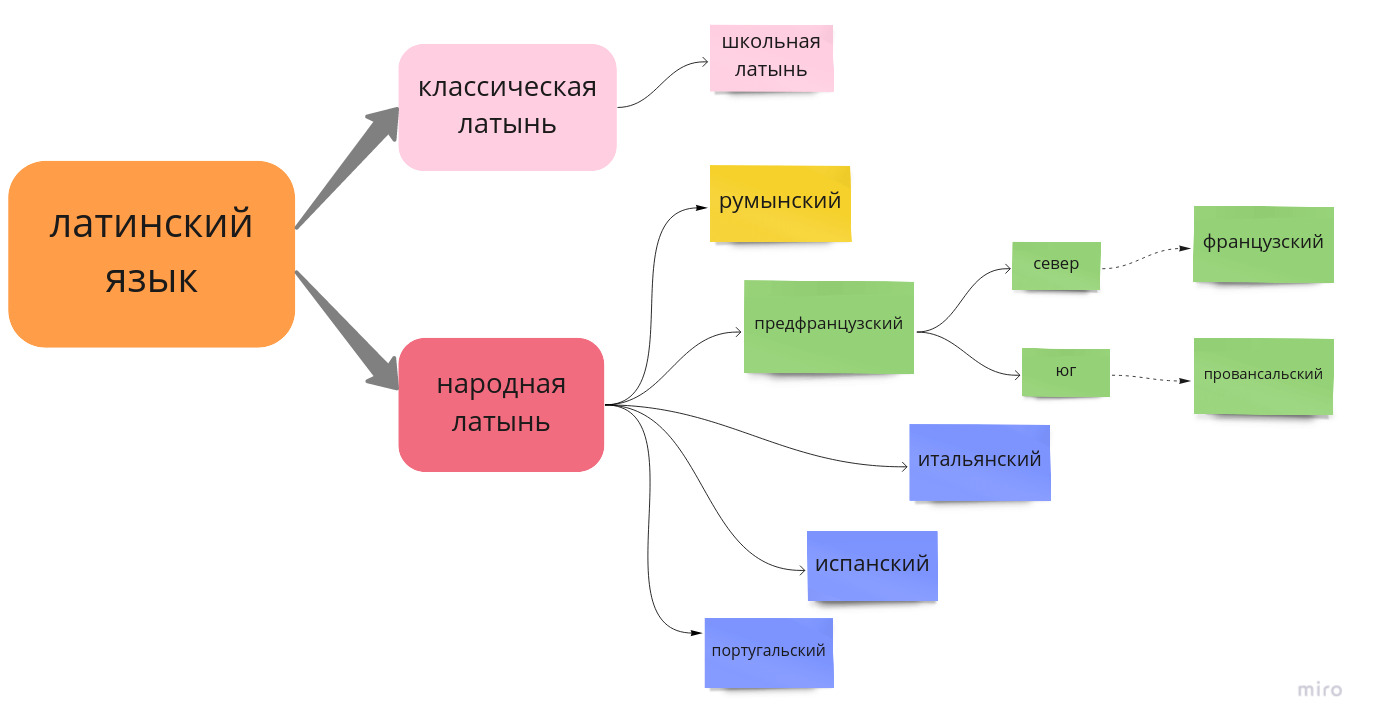 латинский
язык
классическая
латынь
школьная
латынь
народная
латынь
румынский
предфранцузский
север
французский
юг
провансальский
итальянский
испанский
португальский
miro